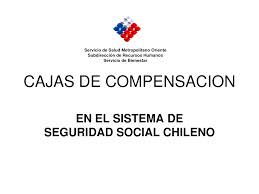 Servicio de Salud Metropolitano Oriente
Subdirección de Recursos Humanos
Servicio de Bienestar
CAJAS DE COMPENSACION
EN EL SISTEMA DE
SEGURIDAD SOCIAL CHILENO